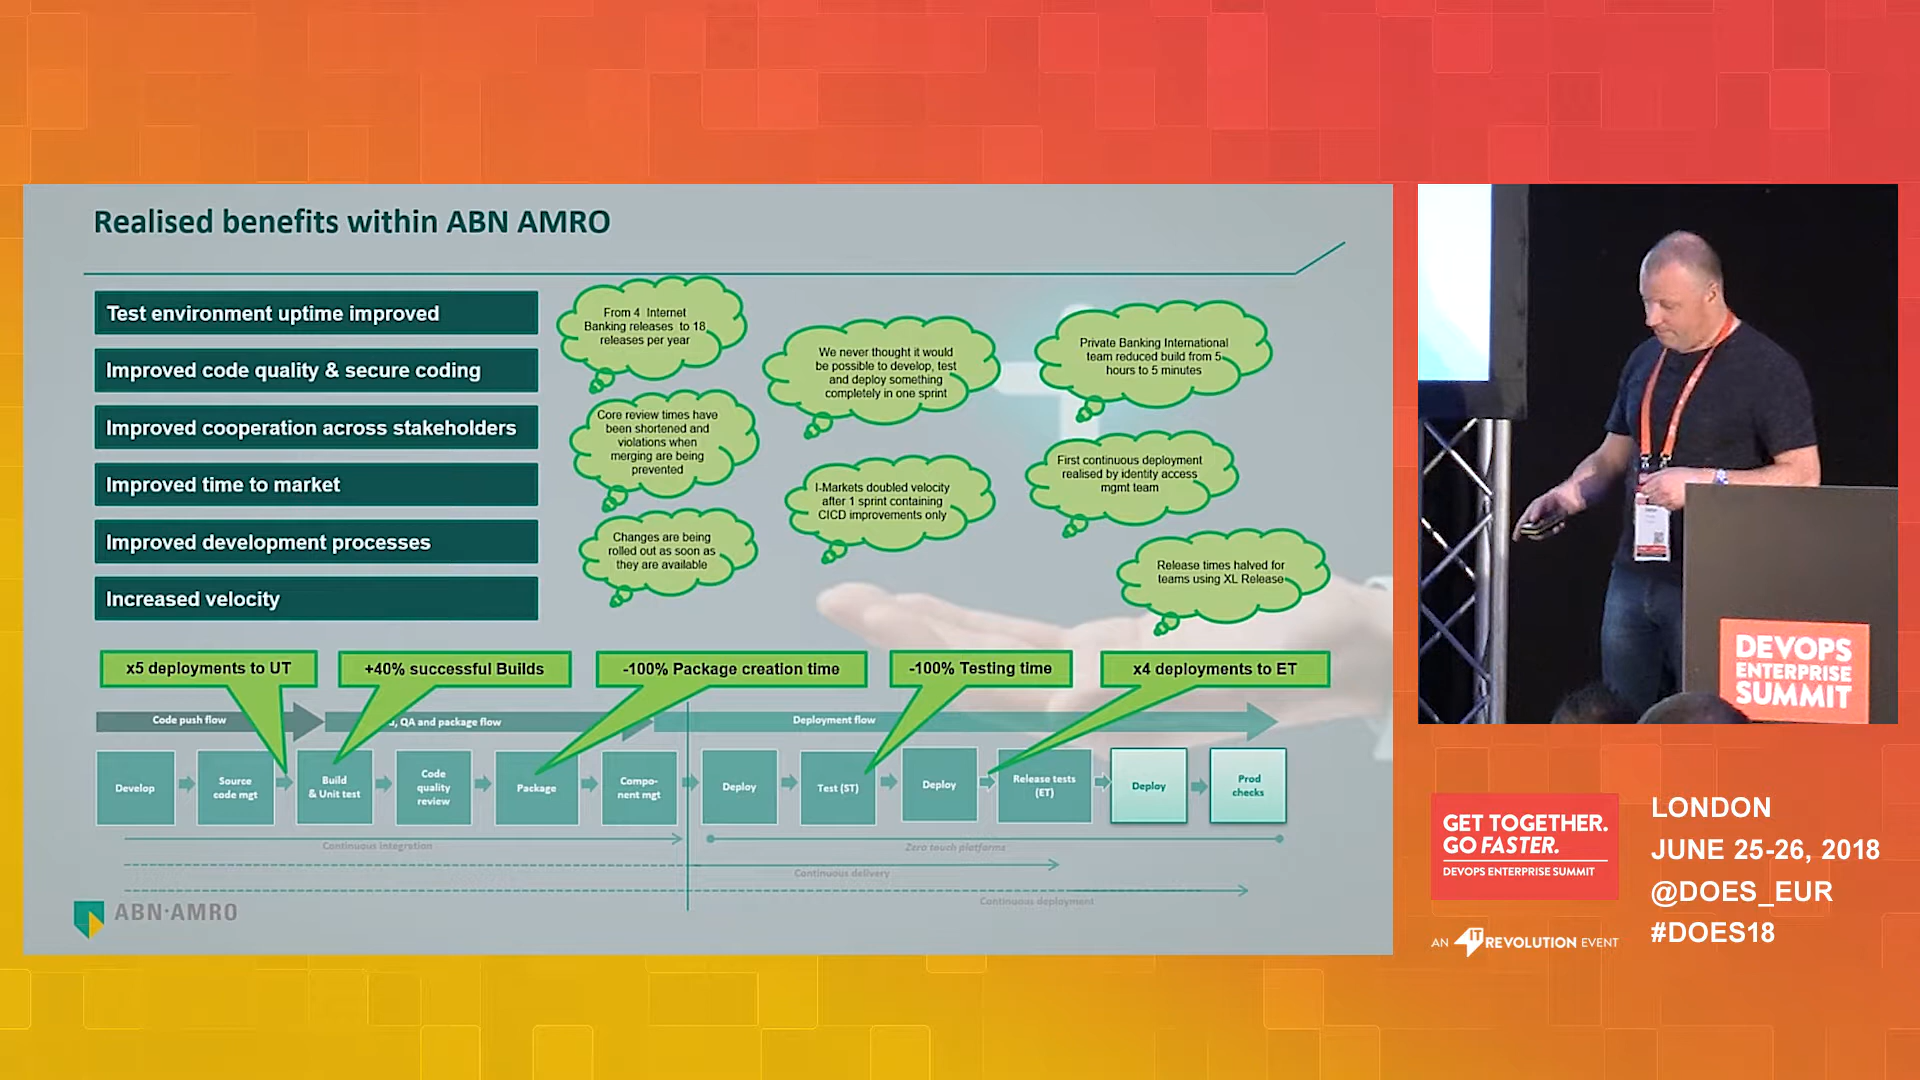 Realised benefits within ABN AMRO
Test environment uptime improved
Improved code quality & secure coding
Improved cooperation across stakeholders
Improved time to market
Improved development processes
Increased velocity
From 4 Internet
Banking releases to 18
releases per year
We never thought it would
be possible to develop, test
and deploy something
completely in one sprint
Private Banking International
team reduced build from 5
hours to 5 minutes
Core review times have
been shortened and
violations when
merging are being
prevented
I-Markets doubled velocity
after 1 sprint containing
CICD improvements only
First continuous deployment
realised by identity access
mgmt team
Changes are being
rolled out as soon as
they are available
Release times halved for
teams using XL Release
x5 deployments to UT
+40% successful Builds
-100% Package creation time
-100% Testing time
x4 deployments to ET
Code push flow
, QA and package flow
Deployment flow
Develop
Source
code mgt
Build
& Unit test
Code
quality
review
Package
Compo-
nent mgt
Deploy
Test (ST)
Deploy
Release tests
(ET)
Deploy
Prod
checks
Continuous integration
Zero touch platforms
Continuous delivery
Continuous deployment
ABN·AMRO
DEVOPS
ENTERPRISE
SUMMIT
GET TOGETHER.
GO FASTER.
DEVOPS ENTERPRISE SUMMIT
AN IT REVOLUTION EVENT
LONDON
JUNE 25-26, 2018
@DOES_EUR
#DOES18